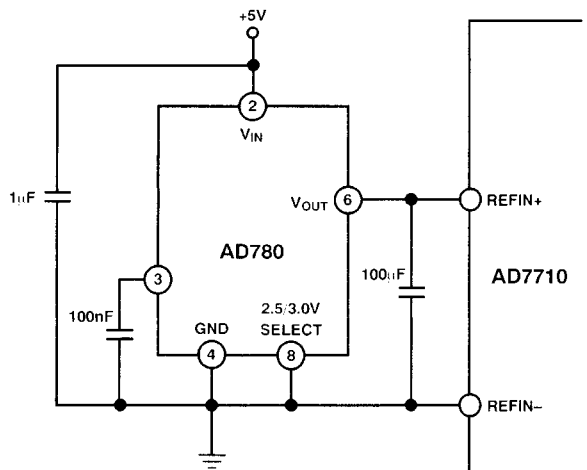 +5V
2
VIN
1μF
VOUT
6
REFIN+
AD780
AD7710
3
100μF
100nF
2.5/3.0V
GND
SELECT
4
8
REFIN–